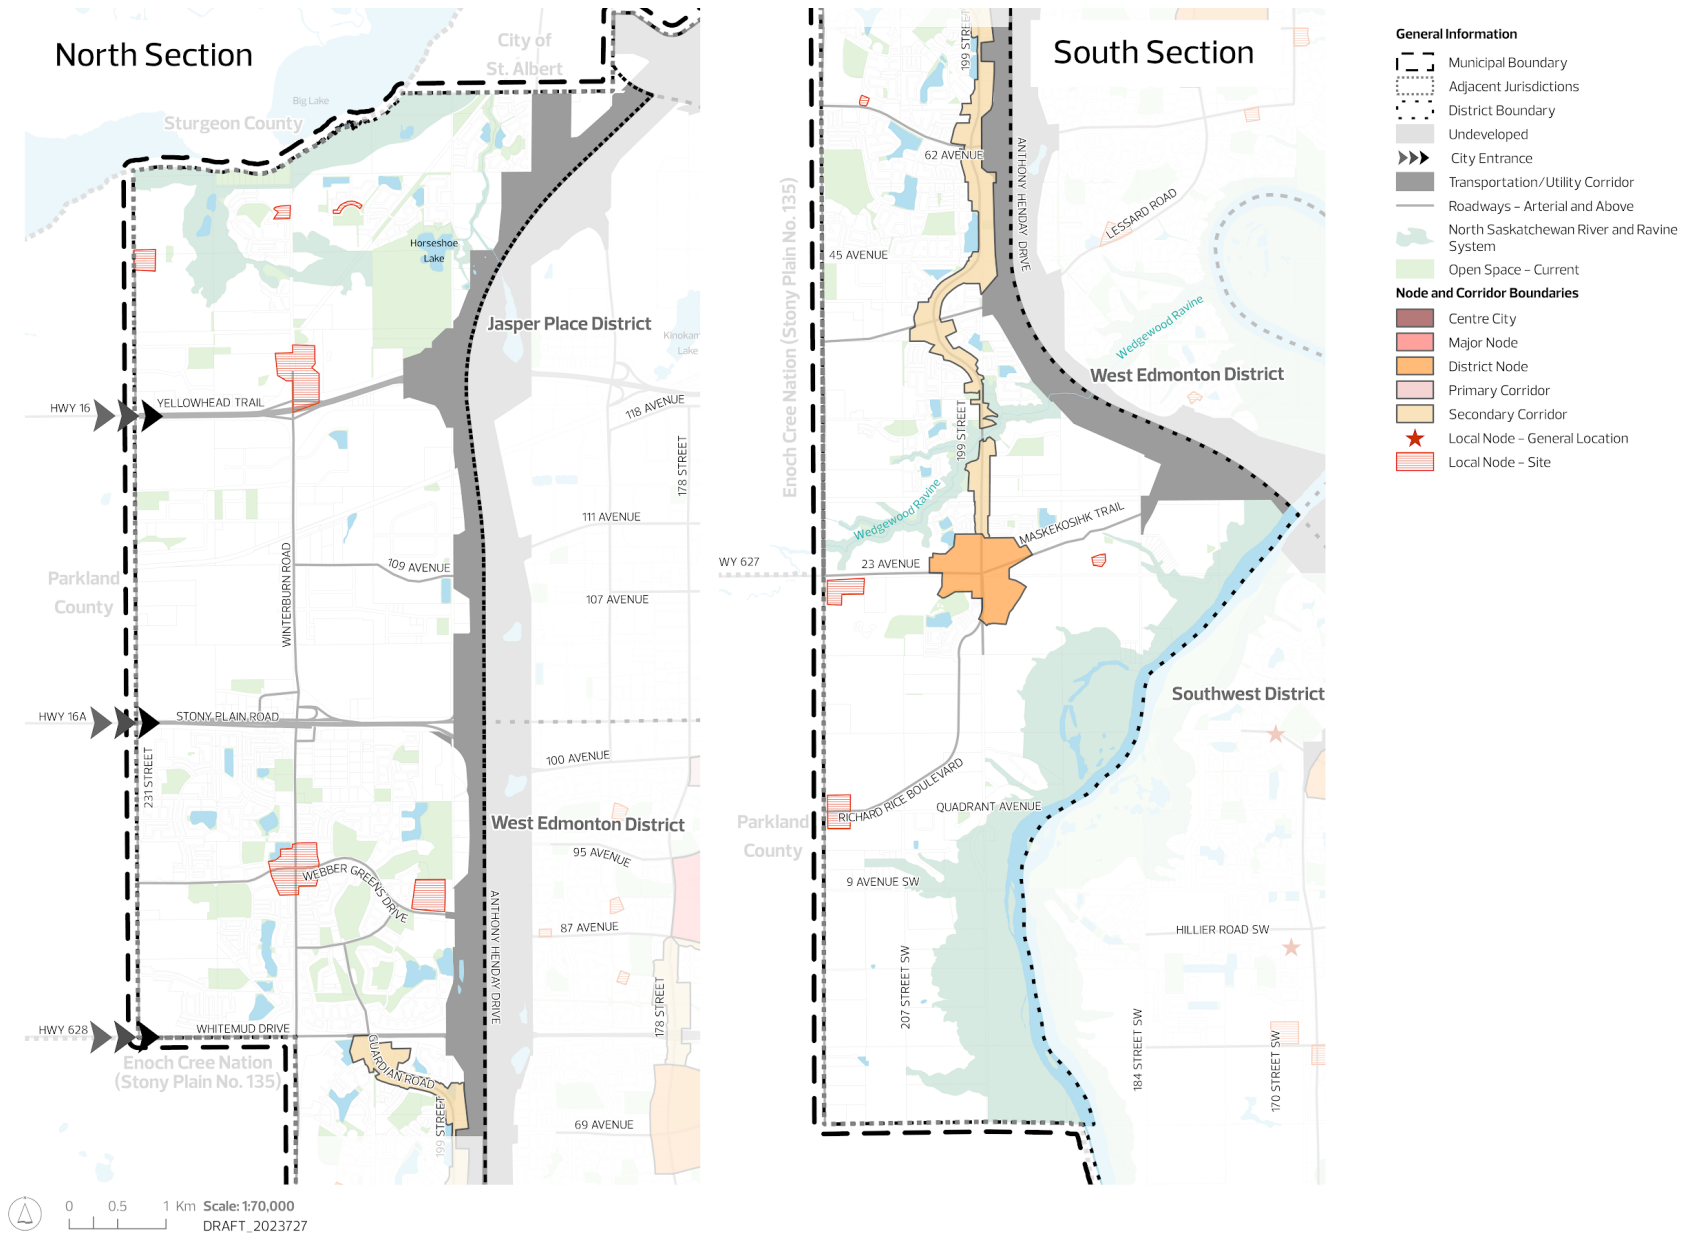 North Section
City of
St. Albert
Big Lake
Sturgeon County
Horseshoe
Lake
Jasper Place District
Kinokam
Lake
HWY 16
YELLOWHEAD TRAIL
118 AVENUE
178 STREET
111 AVENUE
WINTERBURN ROAD
109 AVENUE
Parkland
County
107 AVENUE
HWY 16A
STONY PLAIN ROAD
231 STREET
100 AVENUE
West Edmonton District
95 AVENUE
WEBBER GREENS DRIVE
ANTHONY HENDAY DRIVE
87 AVENUE
178 STREET
HWY 628
WHITEMUD DRIVE
Enoch Cree Nation
(Stony Plain No. 135)
GUARDIAN ROAD
199 STREET
69 AVENUE
0 0.5 1 Km Scale: 1:70,000
DRAFT_2023727
South Section
199 STREET
62 AVENUE
ANTHONY HENDAY DRIVE
Enoch Cree Nation (Stony Plain No. 135)
LESSARD ROAD
45 AVENUE
Wedgewood Ravine
West Edmonton District
199 STREET
Wedgewood Ravine
MASKEKOSIHK TRAIL
WY 627
23 AVENUE
Southwest District
RICHARD RICE BOULEVARD
QUADRANT AVENUE
Parkland
County
9 AVENUE SW
HILLIER ROAD SW
207 STREET SW
184 STREET SW
170 STREET SW
General Information
Municipal Boundary
Adjacent Jurisdictions
District Boundary
Undeveloped
City Entrance
Transportation/Utility Corridor
Roadways - Arterial and Above
North Saskatchewan River and Ravine
System
Open Space - Current
Node and Corridor Boundaries
Centre City
Major Node
District Node
Primary Corridor
Secondary Corridor
Local Node - General Location
Local Node - Site